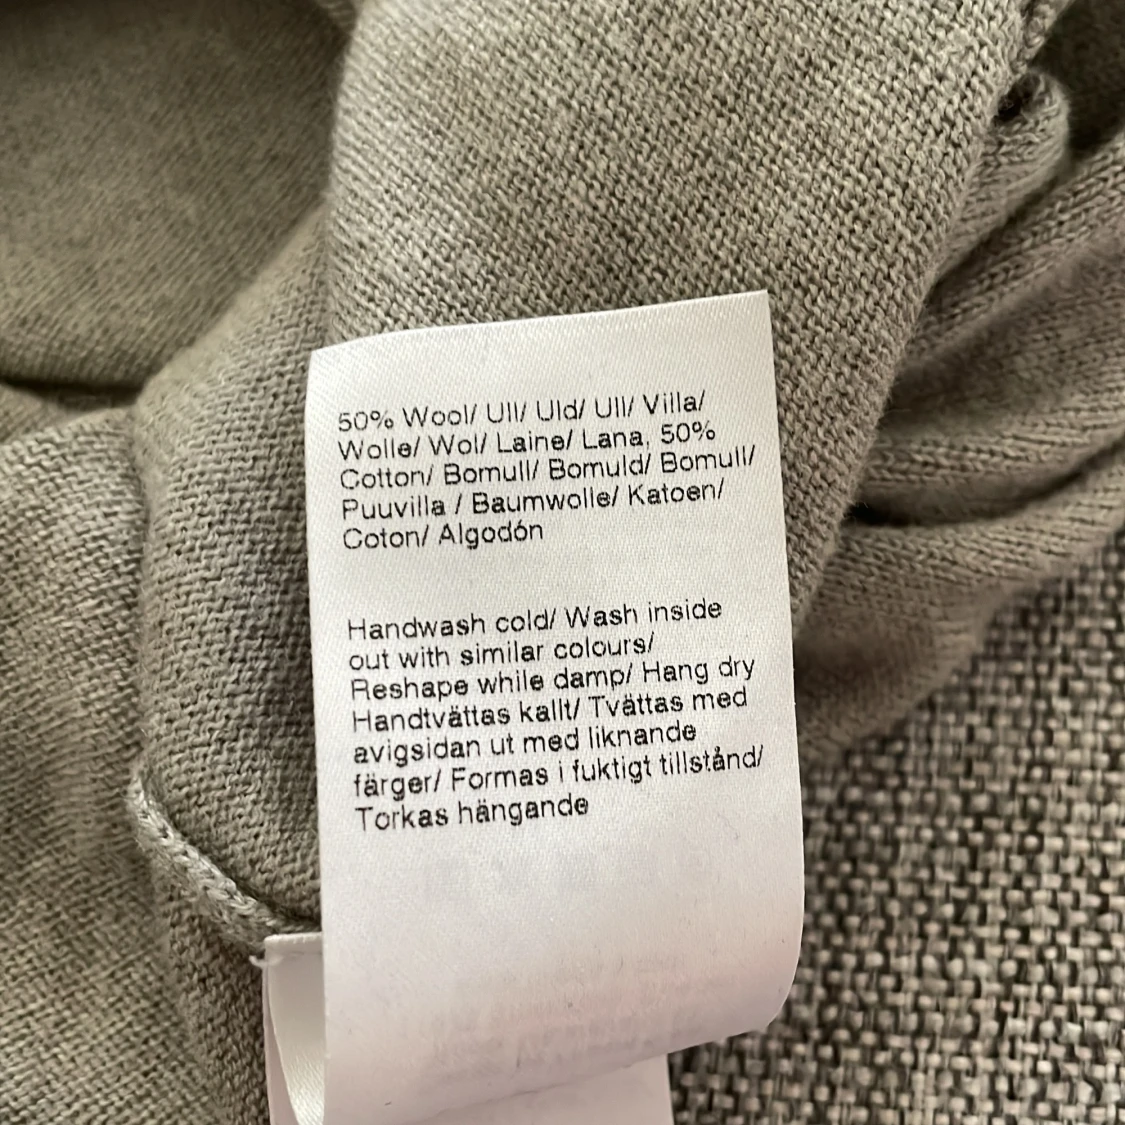 50% Wool/ Ull/ Uld/ Ull/ Villa/
Wolle/ Wol/ Laine/ Lana, 50%
Cotton/ Bomull/ Bomuld/ Bomull/
Puuvilla / Baumwolle/ Katoen/
Coton/ Algodón
Handwash cold/ Wash inside
out with similar colours/
Reshape while damp/ Hang dry
Handtvättas kallt/ Tvättas med
avigsidan ut med liknande
färger/ Formas i fuktigt tillstånd/
Torkas hängande